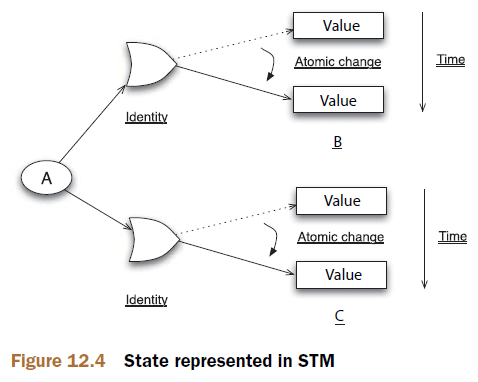 Value
Atomic change
Time
Value
Identity
B
A
Value
Atomic change
Time
Value
Identity
C
Figure 12.4 State represented in STM